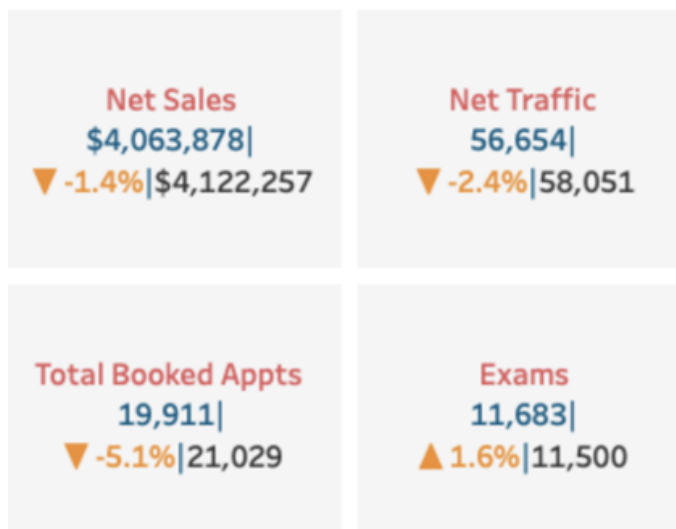 Net Sales
$4,063,878|
▼ -1.4%|$4,122,257
Net Traffic
56,654|
▼ -2.4%|58,051
Total Booked Appts
19,911|
▼ -5.1%|21,029
Exams
11,683|
▲ 1.6%|11,500